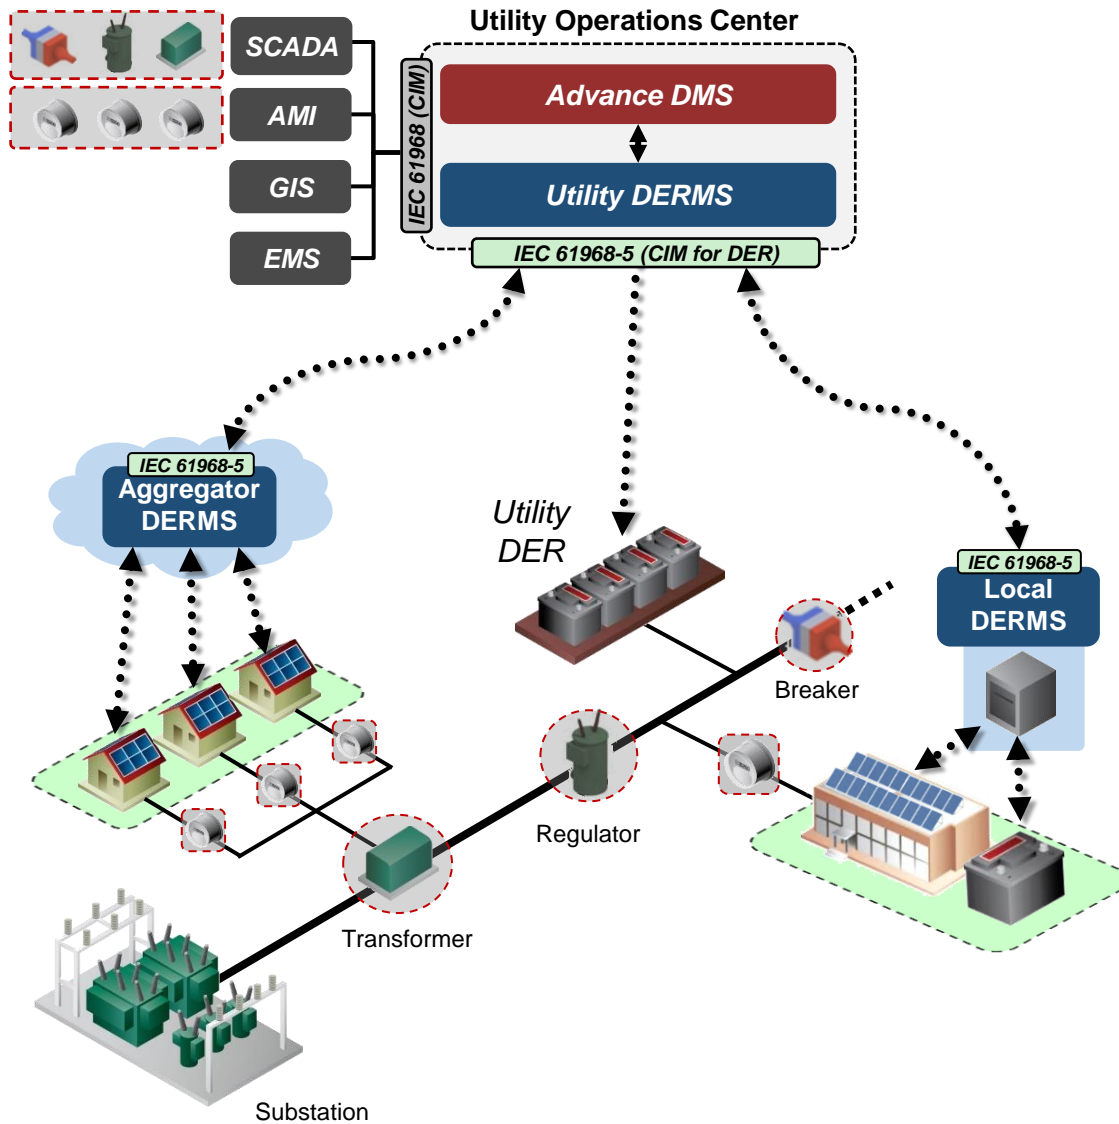 Utility Operations Center
SCADA
AMI
GIS
EMS
IEC 61968 (CIM)
Advance DMS
Utility DERMS
IEC 61968-5 (CIM for DER)
IEC 61968-5
Aggregator
DERMS
Utility
DER
IEC 61968-5
Local
DERMS
Breaker
Regulator
Transformer
Substation